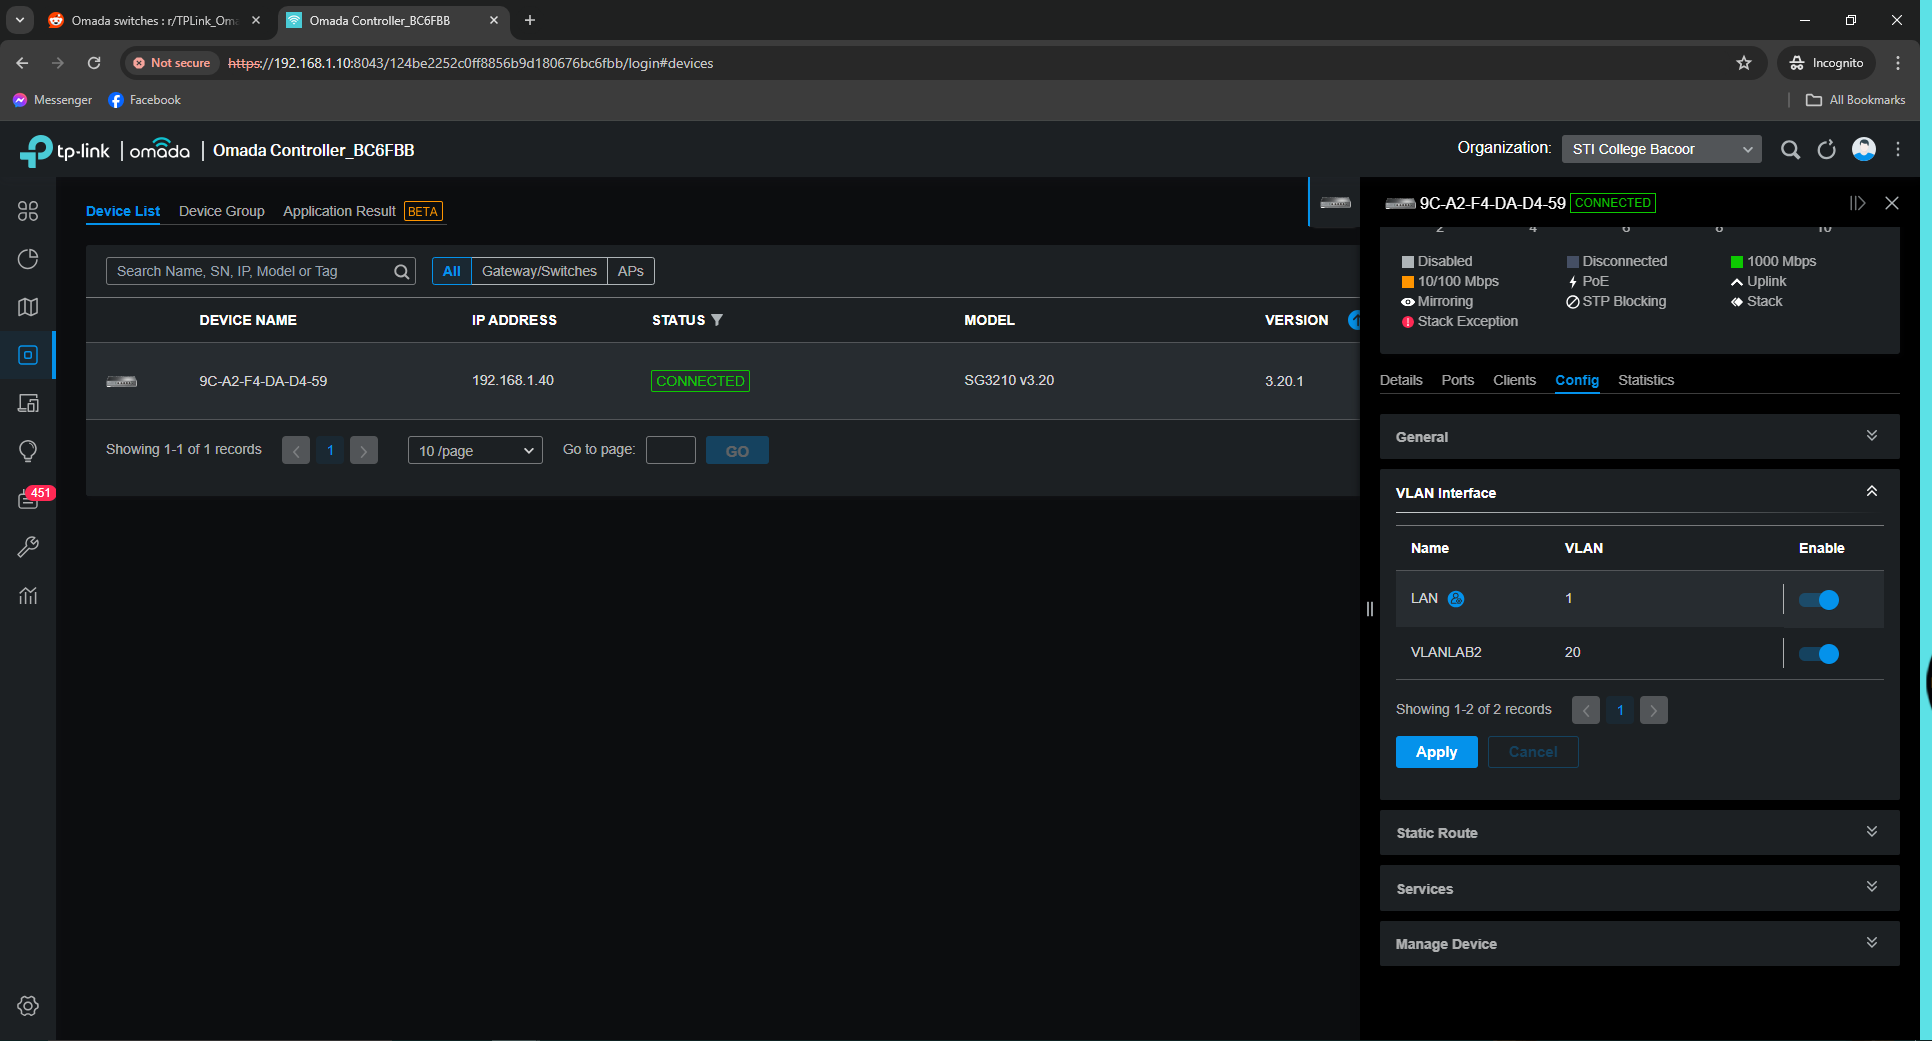 Omada switches : r/TPLink_Om
Omada Controller_BC6FBB
Not secure
https://192.168.1.10:8043/124be2252c0ff8856b9d180676bc6fbb/login#devices
Incognito
Messenger
Facebook
All Bookmarks
tp-link | omada | Omada Controller_BC6FBB
Organization:
STI College Bacoor
451
Device List
Device Group
Application Result
BETA
Search Name, SN, IP, Model or Tag
All
Gateway/Switches
APs
DEVICE NAME
IP ADDRESS
STATUS
MODEL
VERSION
9C-A2-F4-DA-D4-59
192.168.1.40
CONNECTED
SG3210 v3.20
3.20.1
Showing 1-1 of 1 records
1
10 /page
Go to page:
GO
9C-A2-F4-DA-D4-59
CONNECTED
2 4 6 8 10
Disabled
Disconnected
1000 Mbps
10/100 Mbps
PoE
Uplink
Mirroring
STP Blocking
Stack
Stack Exception
Details
Ports
Clients
Config
Statistics
General
VLAN Interface
Name
VLAN
Enable
LAN
1
VLANLAB2
20
Showing 1-2 of 2 records
1
Apply
Cancel
Static Route
Services
Manage Device